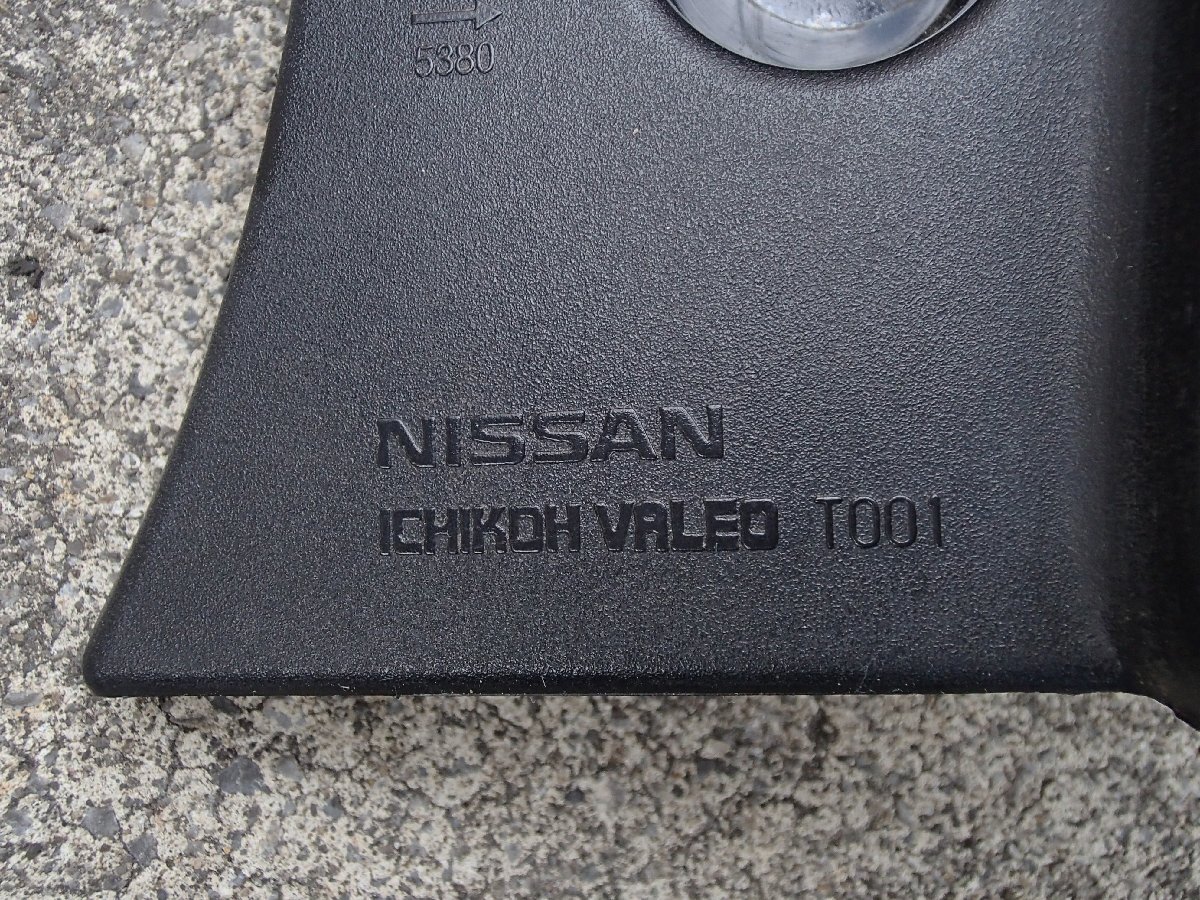 5380
NISSAN
ICHIKOH VALEO T001